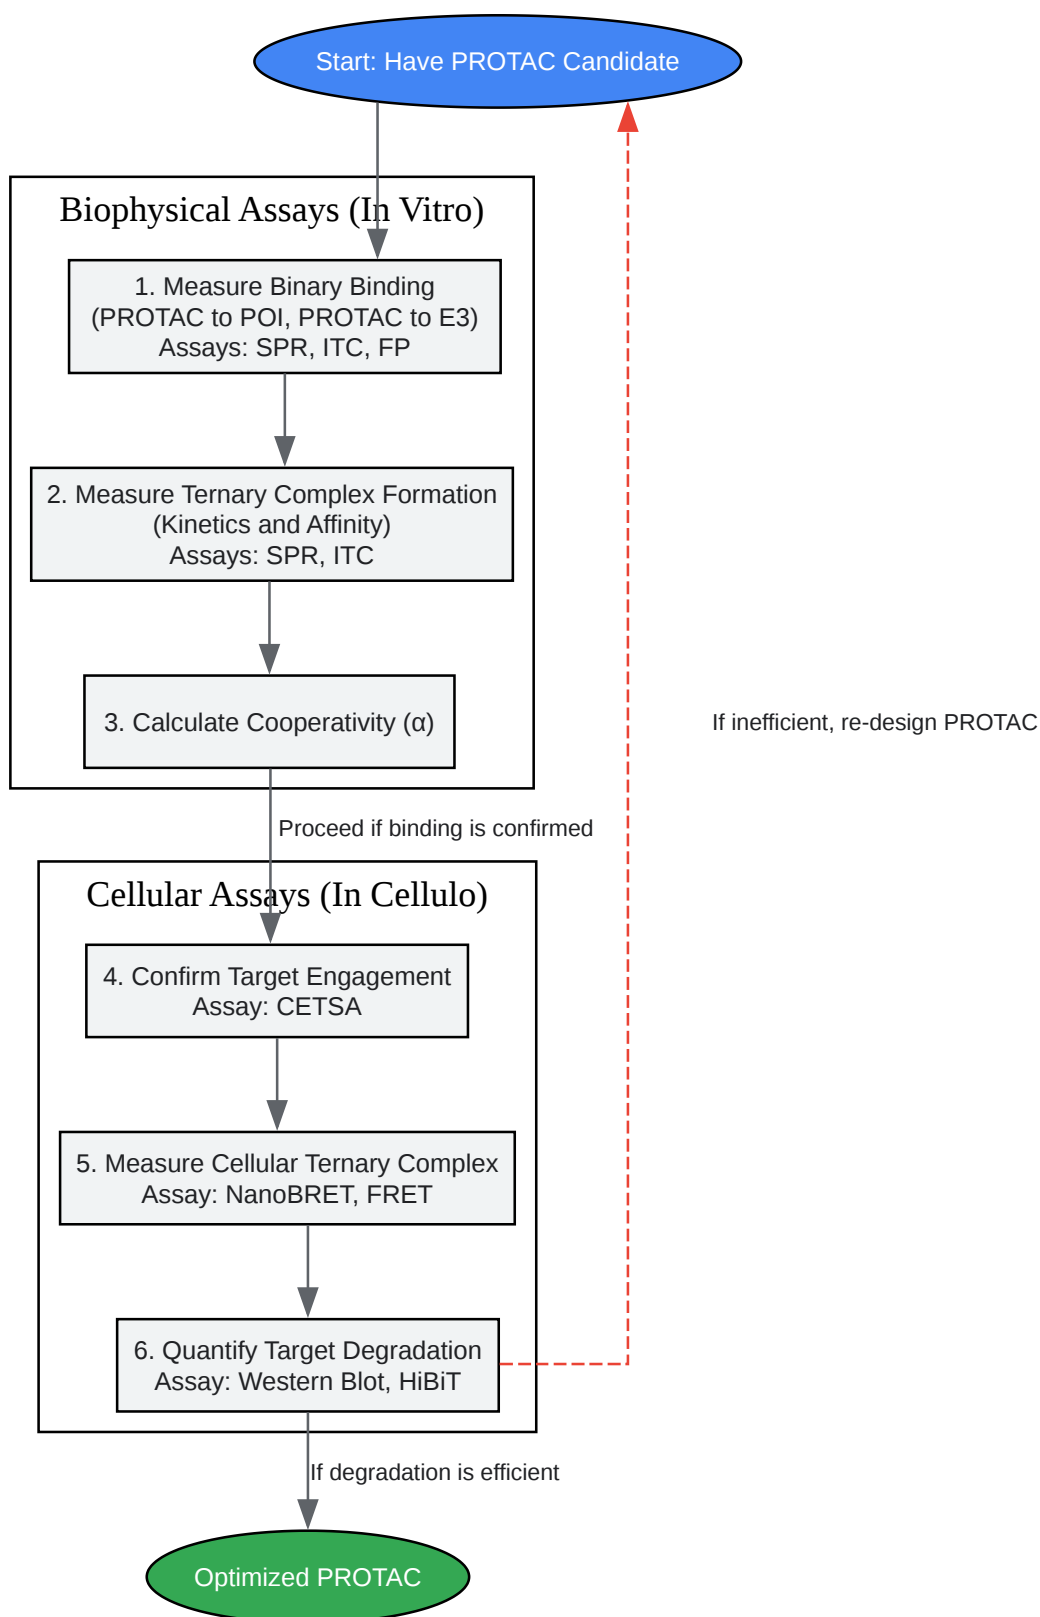 Start: Have PROTAC Candidate
Biophysical Assays (In Vitro)
1. Measure Binary Binding
(PROTAC to POI, PROTAC to E3)
Assays: SPR, ITC, FP
2. Measure Ternary Complex Formation
(Kinetics and Affinity)
Assays: SPR, ITC
3. Calculate Cooperativity (α)
If inefficient, re-design PROTAC
Proceed if binding is confirmed
Cellular Assays (In Cellulo)
4. Confirm Target Engagement
Assay: CETSA
5. Measure Cellular Ternary Complex
Assay: NanoBRET, FRET
6. Quantify Target Degradation
Assay: Western Blot, HiBiT
If degradation is efficient
Optimized PROTAC